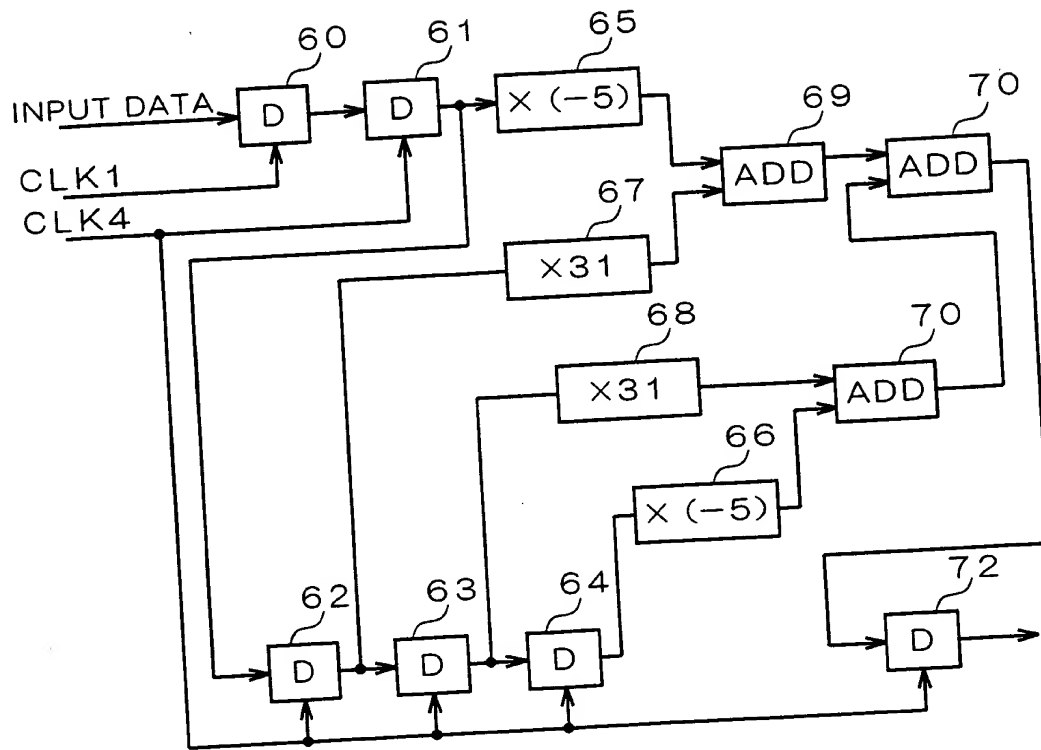 60
61
65
INPUT DATA
D
D
× (−5)
69
70
CLK1
ADD
ADD
CLK4
67
×31
68
70
×31
ADD
66
× (−5)
62
63
64
72
D
D
D
D